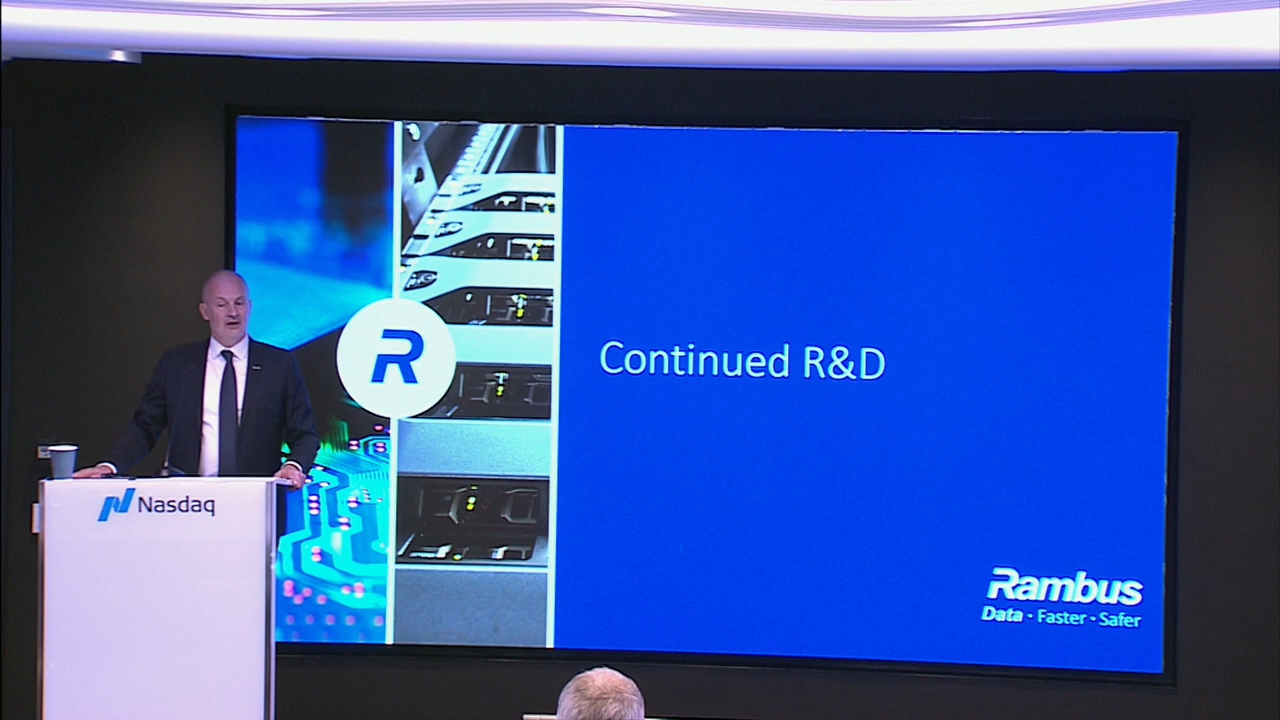 Continued R&D
R
Nasdaq
Rambus
Data · Faster · Safer